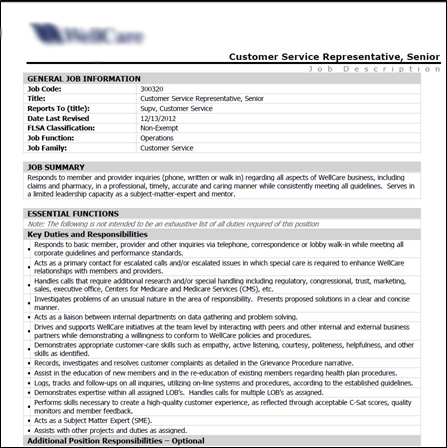 WellCare
Customer Service Representative, Senior
Job Description
GENERAL JOB INFORMATION
Job Code: 300320
Title: Customer Service Representative, Senior
Reports To (title): Supv, Customer Service
Date Last Revised 12/13/2012
FLSA Classification: Non-Exempt
Job Function: Operations
Job Family: Customer Service
JOB SUMMARY
Responds to member and provider inquiries (phone, written or walk in) regarding all aspects of WellCare business, including
claims and pharmacy, in a professional, timely, accurate and caring manner while consistently meeting all guidelines. Serves in
a limited leadership capacity as a subject-matter-expert and mentor.
ESSENTIAL FUNCTIONS
Note: The following is not intended to be an exhaustive list of all duties required of this position
Key Duties and Responsibilities
Responds to basic member, provider and other inquiries via telephone, correspondence or lobby walk-in while meeting all
corporate guidelines and performance standards.
Acts as a primary contact for escalated calls and/or escalated issues in which special care is required to enhance WellCare
relationships with members and providers.
Handles calls that require additional research and/or special handling including regulatory, congressional, trust, marketing,
sales, executive office, Centers for Medicare and Medicare Services (CMS), etc.
Investigates problems of an unusual nature in the area of responsibility. Presents proposed solutions in a clear and concise
manner.
Acts as a liaison between internal departments on data gathering and problem solving.
Drives and supports WellCare initiatives at the team level by interacting with peers and other internal and external business
partners while demonstrating a willingness to conform to WellCare policies and procedures.
Demonstrates appropriate customer-care skills such as empathy, active listening, courtesy, politeness, helpfulness, and other
skills as identified.
Records, investigates and resolves customer complaints as detailed in the Grievance Procedure narrative.
Assist in the education of new members and in the re-education of existing members regarding health plan procedures.
Logs, tracks and follow-ups on all inquiries, utilizing on-line systems and procedures, according to the established guidelines.
Demonstrates expertise within all assigned LOB's. Handles calls for multiple LOB's as assigned.
Performs skills necessary to create a high-quality customer experience, as reflected through acceptable C-Sat scores, quality
monitors and member feedback.
Acts as a Subject Matter Expert (SME).
Assists with other projects and duties as assigned.
Additional Position Responsibilities – Optional